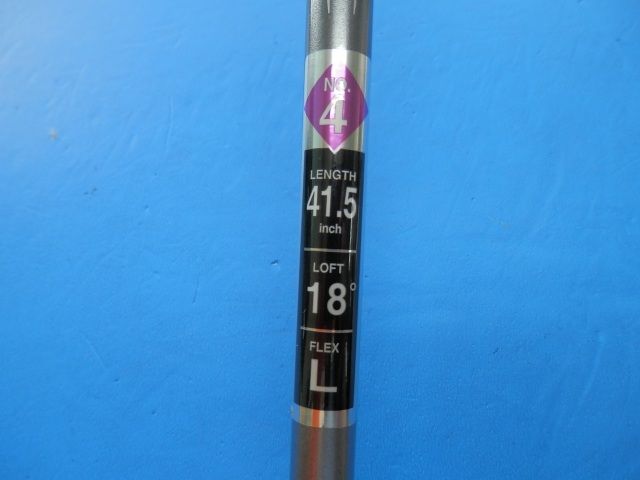 NO.
4
LENGTH
41.5
inch
LOFT
18°
FLEX
L